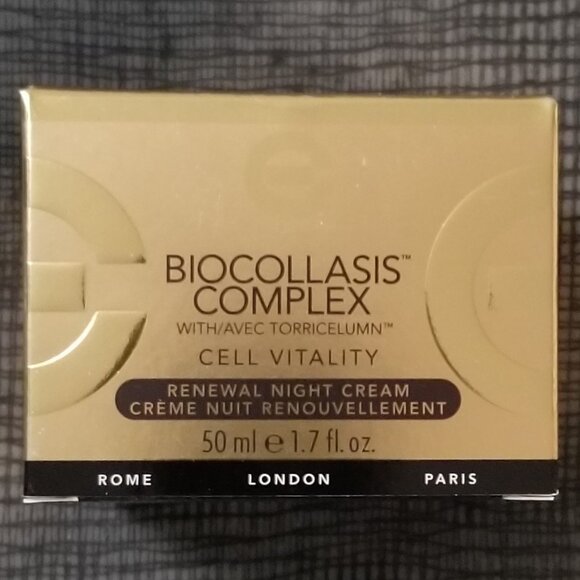 BIOCOLLASIS™
COMPLEX
WITH/AVEC TORRICELUMN™
CELL VITALITY
RENEWAL NIGHT CREAM
CRÈME NUIT RENOUVELLEMENT
50 ml e 1.7 fl. oz.
ROME LONDON PARIS